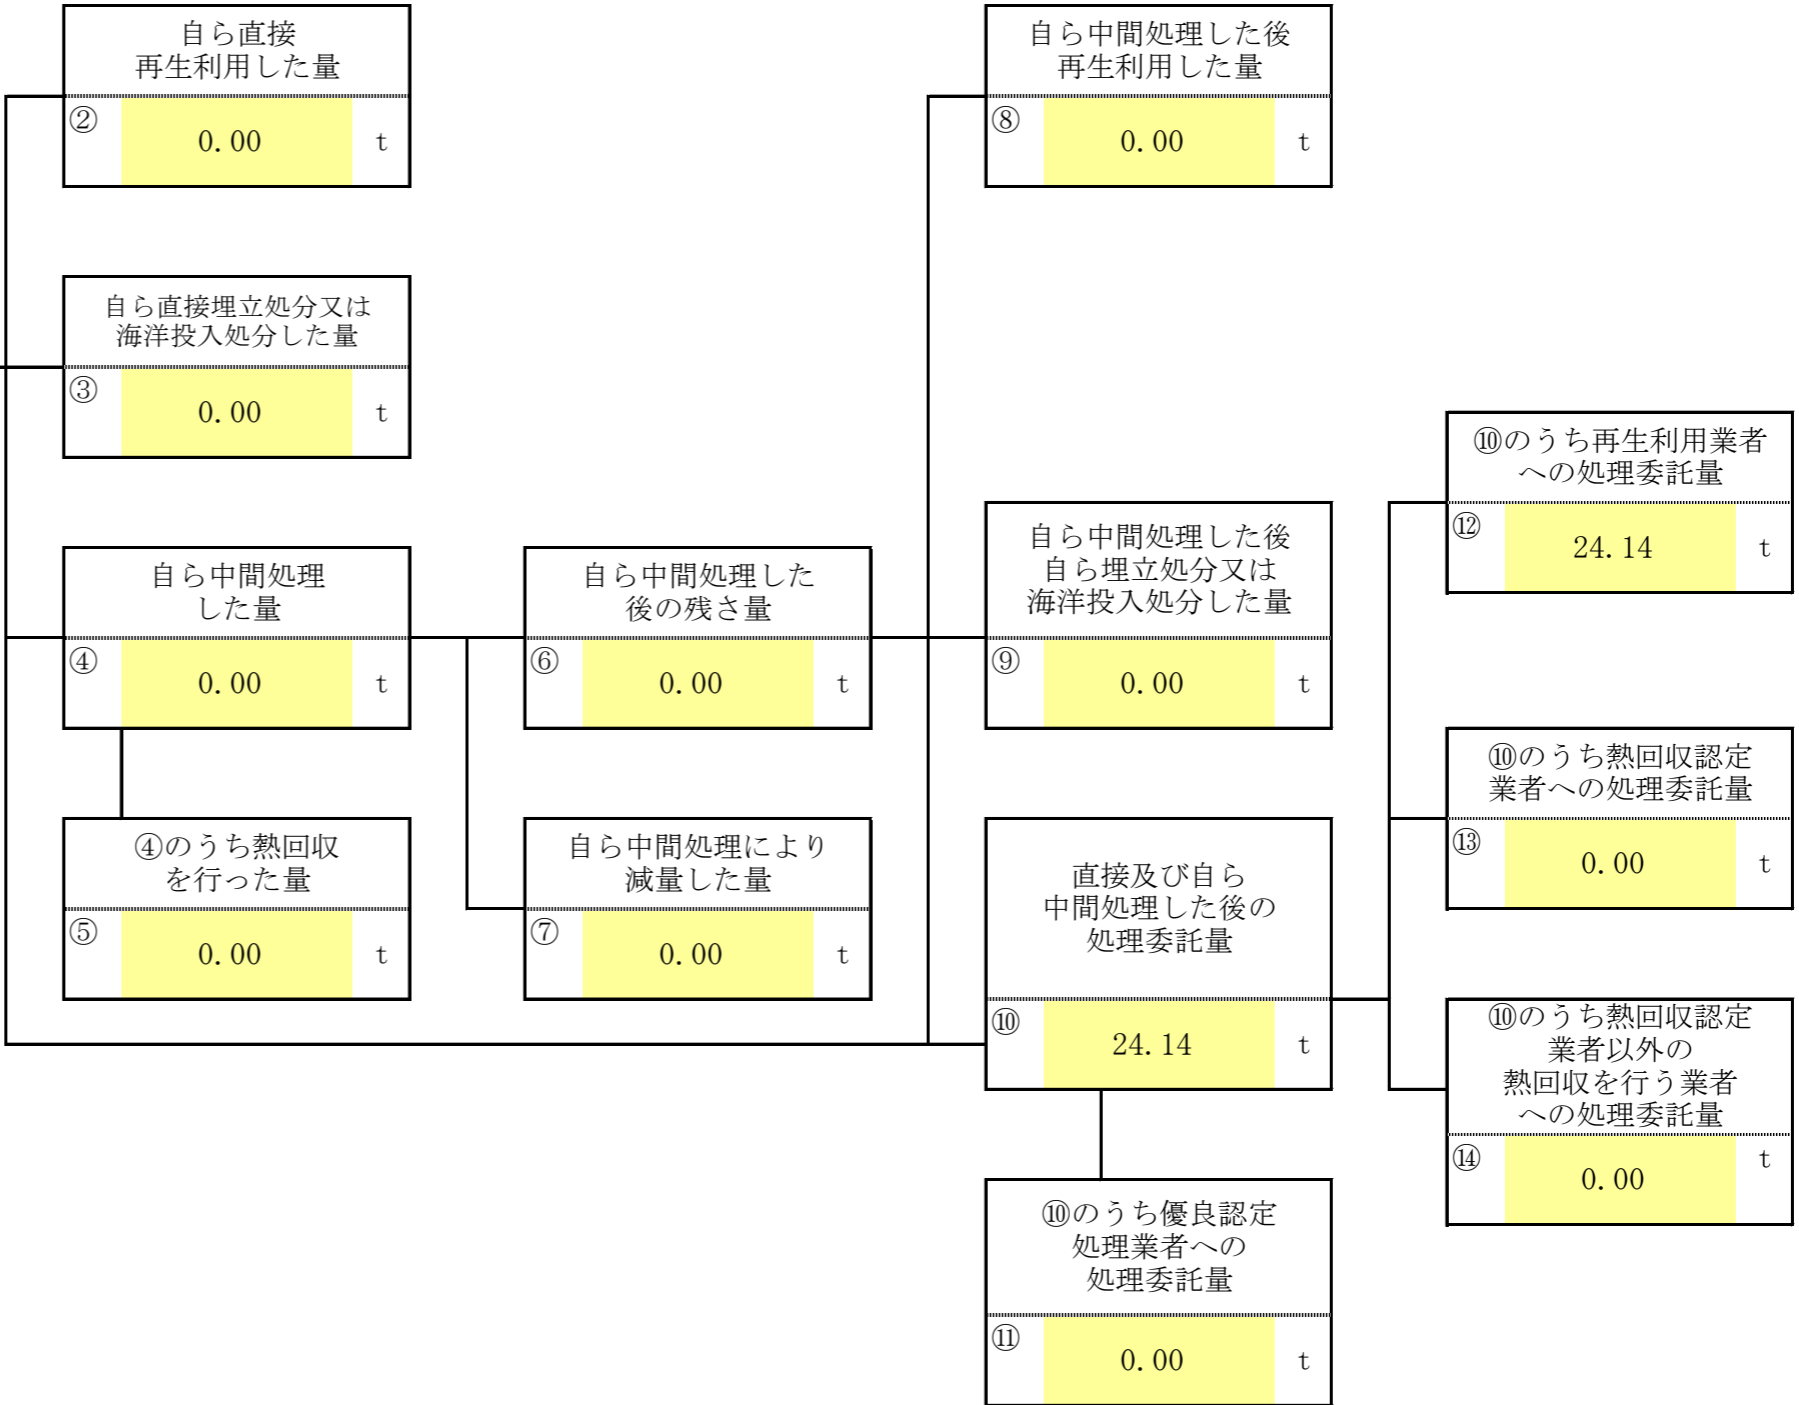 自ら直接
再生利用した量
②
0.00
t
自ら中間処理した後
再生利用した量
⑧
0.00
t
自ら直接埋立処分又は
海洋投入処分した量
③
0.00
t
⑩のうち再生利用業者
への処理委託量
⑫
24.14
t
自ら中間処理
した量
④
0.00
t
自ら中間処理した
後の残さ量
⑥
0.00
t
自ら中間処理した後
自ら埋立処分又は
海洋投入処分した量
⑨
0.00
t
⑩のうち熱回収認定
業者への処理委託量
⑬
0.00
t
④のうち熱回収
を行った量
⑤
0.00
t
自ら中間処理により
減量した量
⑦
0.00
t
直接及び自ら
中間処理した後の
処理委託量
⑩
24.14
t
⑩のうち熱回収認定
業者以外の
熱回収を行う業者
への処理委託量
⑭
0.00
t
⑩のうち優良認定
処理業者への
処理委託量
⑪
0.00
t